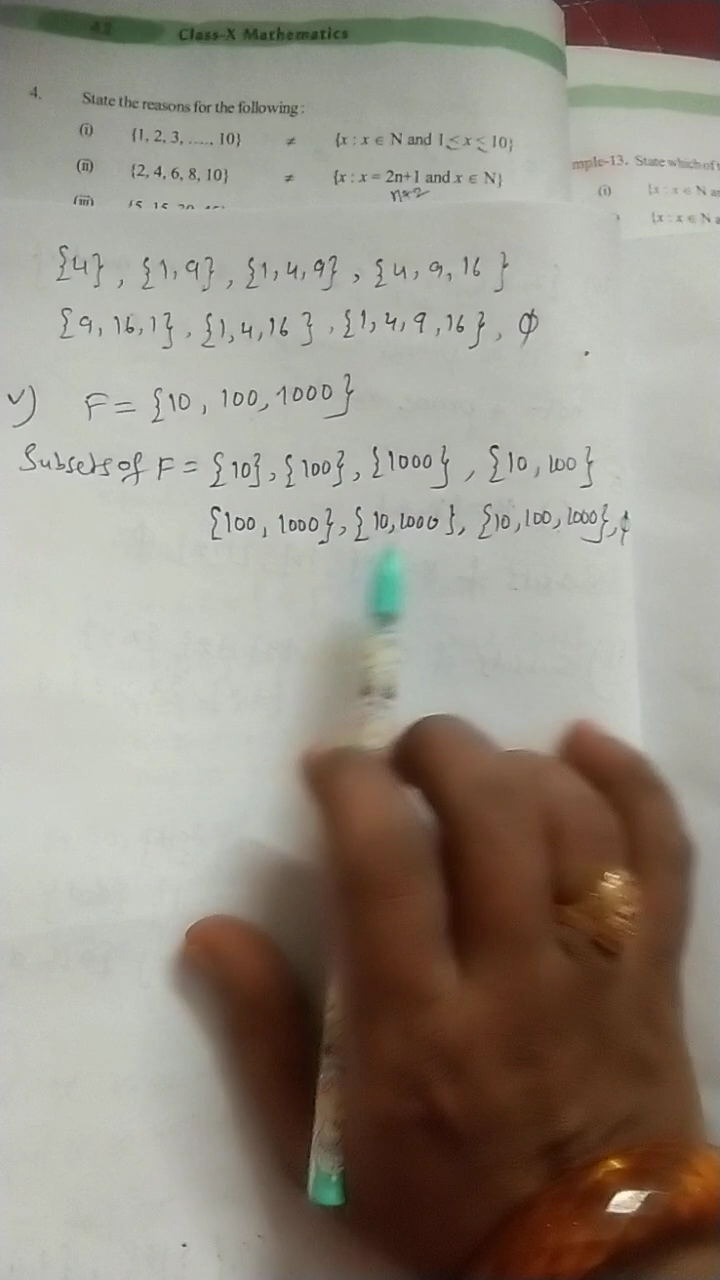 42 Class-X Mathematics
4. State the reasons for the following :
(i) {1, 2, 3, ....., 10} ≠ {x : x ∈ N and 1 ≤ x ≤ 10}
(ii) {2, 4, 6, 8, 10} ≠ {x : x = 2n+1 and x ∈ N}
(iii)
mple-13. State which of
(i) {x : x ∈ N
{x : x ∈ N
{4}, {1,9}, {1,4,9}, {4, 9, 16}
{9, 16, 1}, {1,4,16}, {1,4,9,16}, ϕ
v) F = {10, 100, 1000}
Subsets of F = {10}, {100}, {1000}, {10, 100}
{100, 1000}, {10,1000}, {10,100,1000}, ϕ